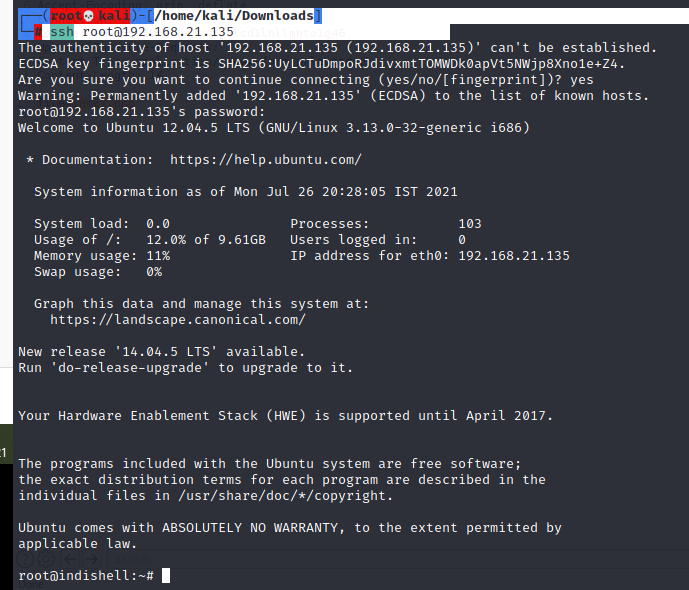 ┌──(root💀kali)-[/home/kali/Downloads]
└─# ssh root@192.168.21.135
The authenticity of host '192.168.21.135 (192.168.21.135)' can't be established.
ECDSA key fingerprint is SHA256:UyLCTuDmpoRJdivxmtTOMWDk0apVt5NWjp8Xno1e+Z4.
Are you sure you want to continue connecting (yes/no/[fingerprint])? yes
Warning: Permanently added '192.168.21.135' (ECDSA) to the list of known hosts.
root@192.168.21.135's password:
Welcome to Ubuntu 12.04.5 LTS (GNU/Linux 3.13.0-32-generic i686)

 * Documentation:  https://help.ubuntu.com/

  System information as of Mon Jul 26 20:28:05 IST 2021

  System load:  0.0               Processes:           103
  Usage of /:   12.0% of 9.61GB   Users logged in:     0
  Memory usage: 11%               IP address for eth0: 192.168.21.135
  Swap usage:   0%

  Graph this data and manage this system at:
    https://landscape.canonical.com/

New release '14.04.5 LTS' available.
Run 'do-release-upgrade' to upgrade to it.

Your Hardware Enablement Stack (HWE) is supported until April 2017.

The programs included with the Ubuntu system are free software;
the exact distribution terms for each program are described in the
individual files in /usr/share/doc/*/copyright.

Ubuntu comes with ABSOLUTELY NO WARRANTY, to the extent permitted by
applicable law.

root@indishell:~#